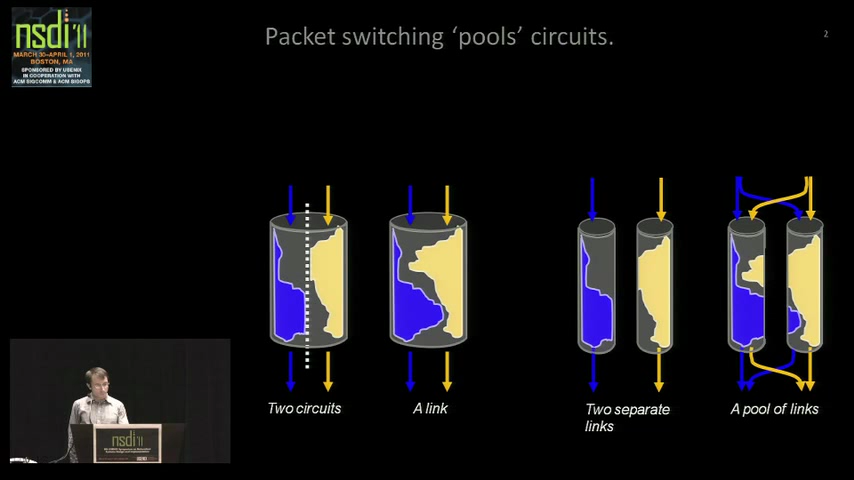 nsdi'11
MARCH 30–APRIL 1, 2011
BOSTON, MA
SPONSORED BY USENIX
IN COOPERATION WITH
ACM SIGCOMM & ACM SIGOPS
Packet switching ‘pools’ circuits.
2
Two circuits
A link
Two separate
links
A pool of links
nsdi'11